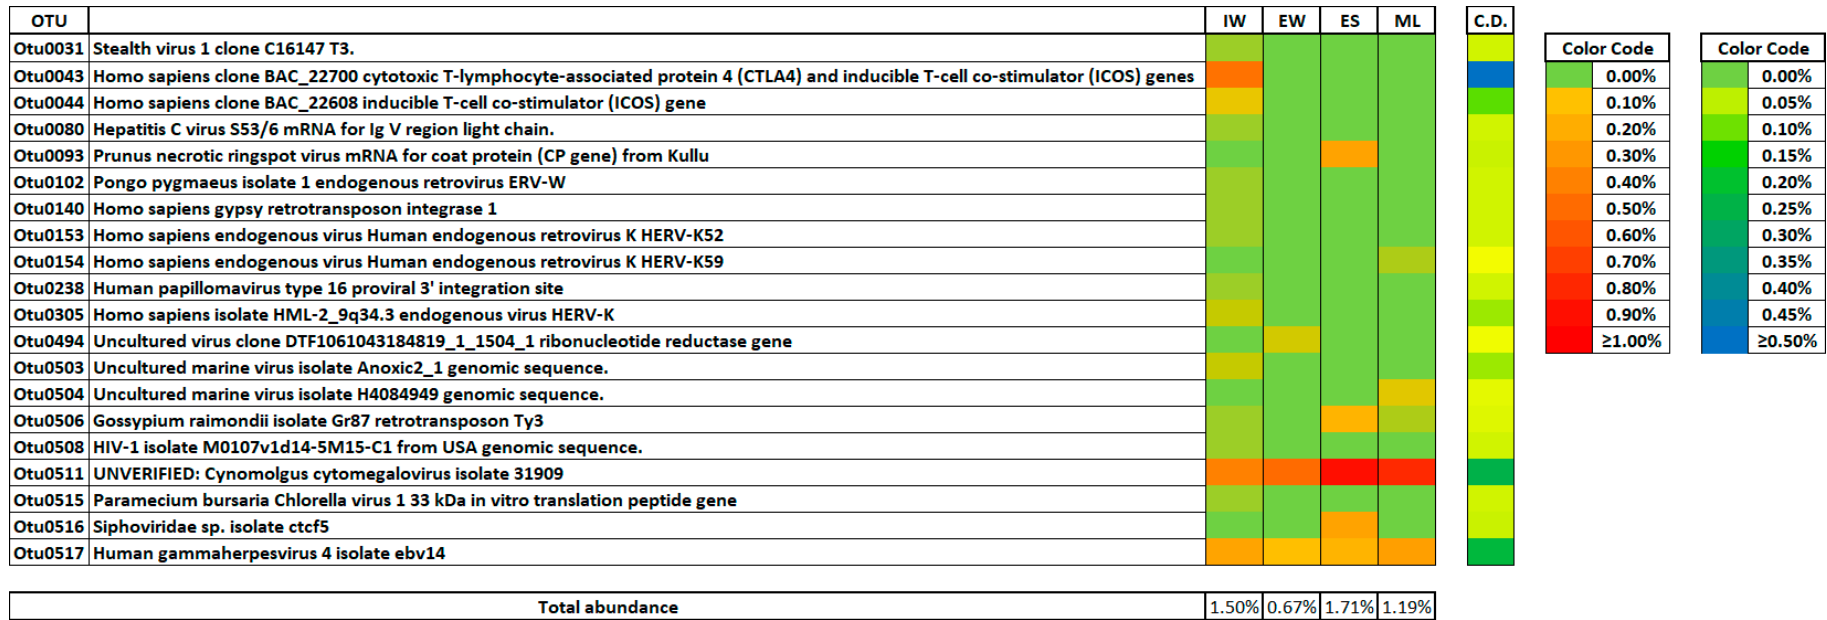 OTU IW EW ES ML C.D.
Otu0031 Stealth virus 1 clone C16147 T3. Color Code Color Code
Otu0043 Homo sapiens clone BAC_22700 cytotoxic T-lymphocyte-associated protein 4 (CTLA4) and inducible T-cell co-stimulator (ICOS) genes 0.00% 0.00%
Otu0044 Homo sapiens clone BAC_22608 inducible T-cell co-stimulator (ICOS) gene 0.10% 0.05%
Otu0080 Hepatitis C virus S53/6 mRNA for Ig V region light chain. 0.20% 0.10%
Otu0093 Prunus necrotic ringspot virus mRNA for coat protein (CP gene) from Kullu 0.30% 0.15%
Otu0102 Pongo pygmaeus isolate 1 endogenous retrovirus ERV-W 0.40% 0.20%
Otu0140 Homo sapiens gypsy retrotransposon integrase 1 0.50% 0.25%
Otu0153 Homo sapiens endogenous virus Human endogenous retrovirus K HERV-K52 0.60% 0.30%
Otu0154 Homo sapiens endogenous virus Human endogenous retrovirus K HERV-K59 0.70% 0.35%
Otu0238 Human papillomavirus type 16 proviral 3' integration site 0.80% 0.40%
Otu0305 Homo sapiens isolate HML-2_9q34.3 endogenous virus HERV-K 0.90% 0.45%
Otu0494 Uncultured virus clone DTF1061043184819_1_1504_1 ribonucleotide reductase gene ≥1.00% ≥0.50%
Otu0503 Uncultured marine virus isolate Anoxic2_1 genomic sequence.
Otu0504 Uncultured marine virus isolate H4084949 genomic sequence.
Otu0506 Gossypium raimondii isolate Gr87 retrotransposon Ty3
Otu0508 HIV-1 isolate M0107v1d14-5M15-C1 from USA genomic sequence.
Otu0511 UNVERIFIED: Cynomolgus cytomegalovirus isolate 31909
Otu0515 Paramecium bursaria Chlorella virus 1 33 kDa in vitro translation peptide gene
Otu0516 Siphoviridae sp. isolate ctcf5
Otu0517 Human gammaherpesvirus 4 isolate ebv14
Total abundance 1.50% 0.67% 1.71% 1.19%